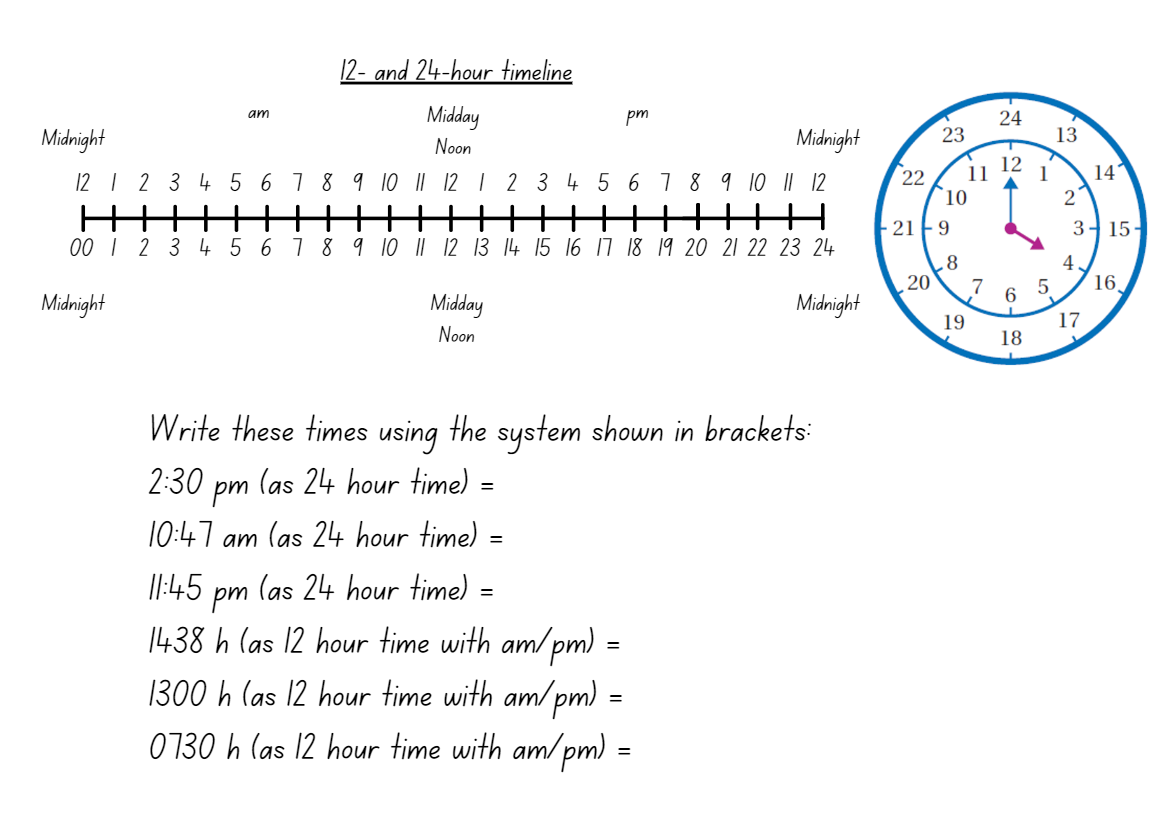 12- and 24-hour timeline
am Midday pm
Midnight Noon Midnight
12 1 2 3 4 5 6 7 8 9 10 11 12 1 2 3 4 5 6 7 8 9 10 11 12
00 1 2 3 4 5 6 7 8 9 10 11 12 13 14 15 16 17 18 19 20 21 22 23 24
Midnight Midday Midnight
Noon
24 13 14 15 16 17 18 19 20 21 22 23
12 1 2 3 4 5 6 7 8 9 10 11
Write these times using the system shown in brackets:
2:30 pm (as 24 hour time) =
10:47 am (as 24 hour time) =
11:45 pm (as 24 hour time) =
1438 h (as 12 hour time with am/pm) =
1300 h (as 12 hour time with am/pm) =
0730 h (as 12 hour time with am/pm) =